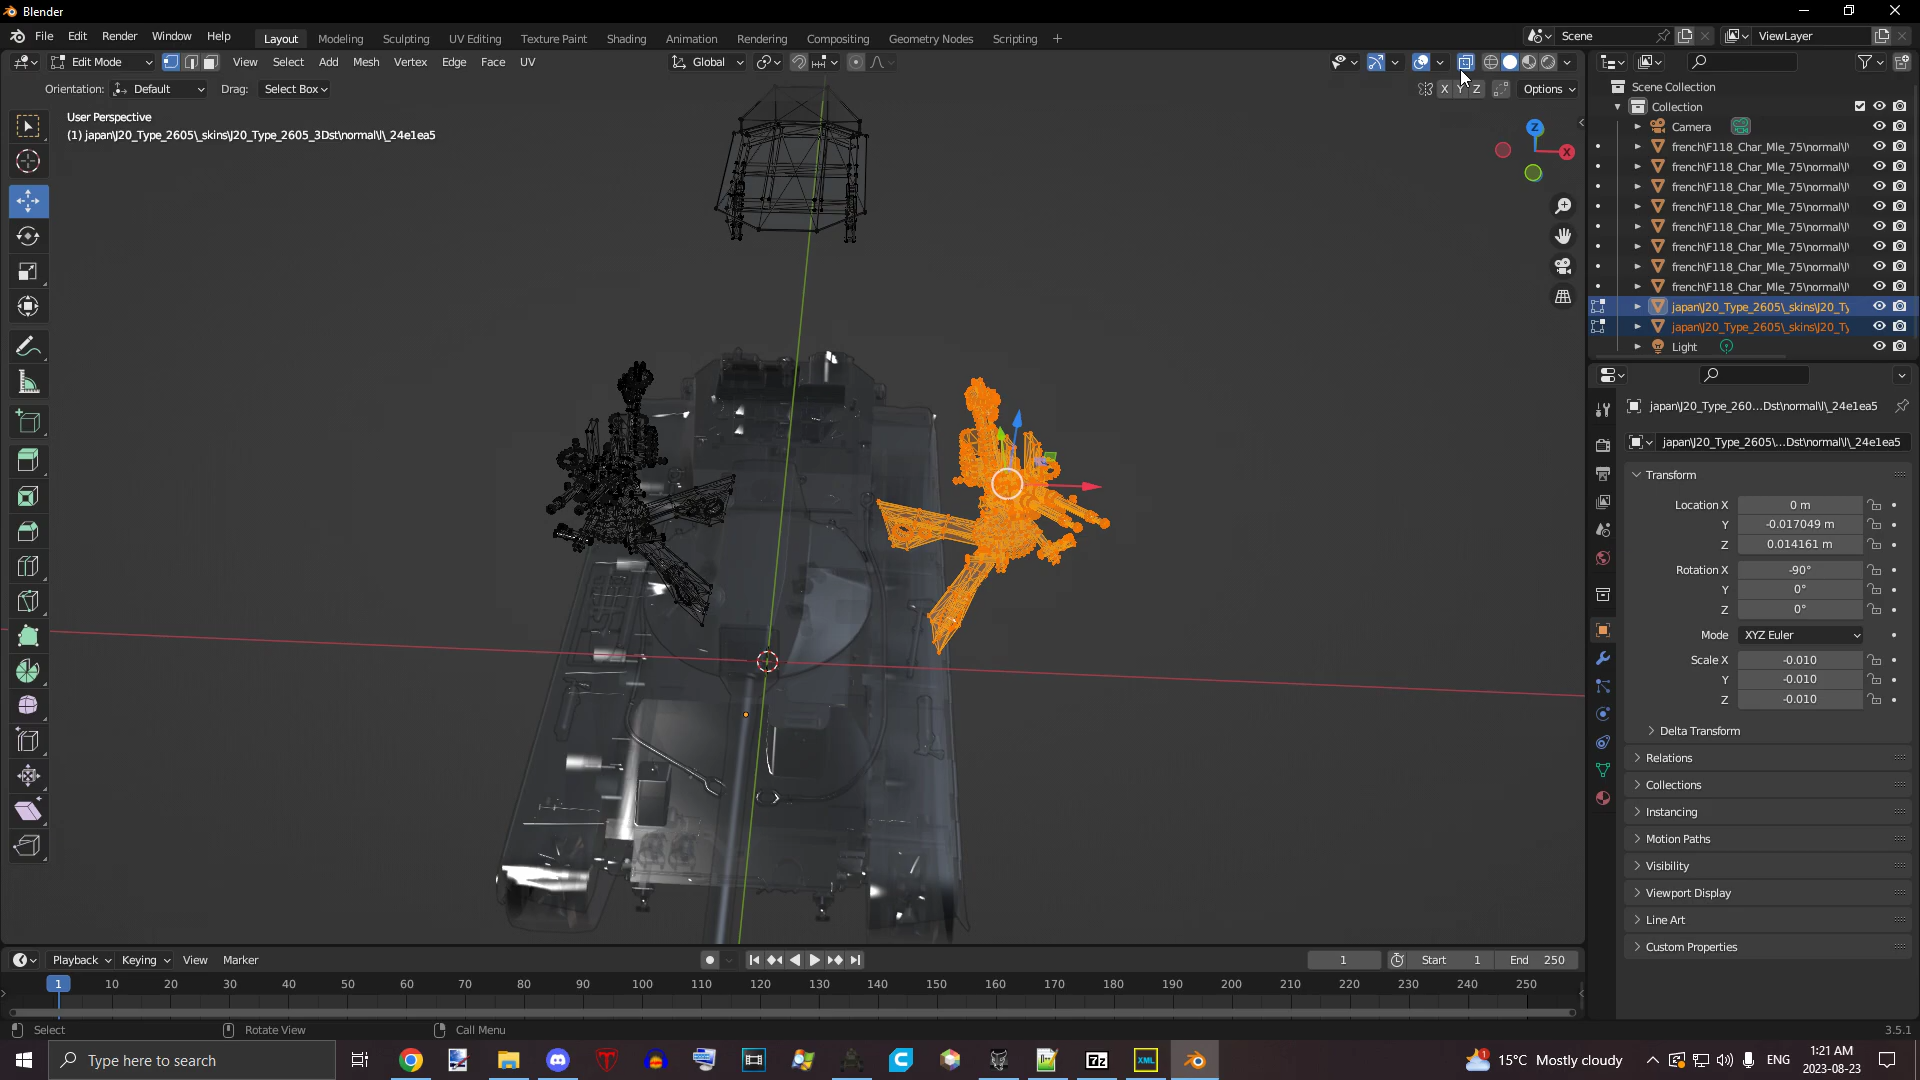 Blender
File Edit Render Window Help
Layout Modeling Sculpting UV Editing Texture Paint Shading Animation Rendering Compositing Geometry Nodes Scripting
Scene
ViewLayer
Edit Mode
View Select Add Mesh Vertex Edge Face UV
Global
Orientation: Default Drag: Select Box
X Y Z Options
User Perspective
(1) japan\J20_Type_2605\_skins\J20_Type_2605_3Dst\normal\l\_24e1ea5
Z
X
Scene Collection
Collection
Camera
french\F118_Char_Mle_75\normal\l\
french\F118_Char_Mle_75\normal\l\
french\F118_Char_Mle_75\normal\l\
french\F118_Char_Mle_75\normal\l\
french\F118_Char_Mle_75\normal\l\
french\F118_Char_Mle_75\normal\l\
french\F118_Char_Mle_75\normal\l\
french\F118_Char_Mle_75\normal\l\
japan\J20_Type_2605\_skins\J20_Ty
japan\J20_Type_2605\_skins\J20_Ty
Light
japan\J20_Type_260...Dst\normal\l\_24e1ea5
japan\J20_Type_2605\...Dst\normal\l\_24e1ea5
Transform
Location X 0 m
Y -0.017049 m
Z 0.014161 m
Rotation X -90°
Y 0°
Z 0°
Mode XYZ Euler
Scale X -0.010
Y -0.010
Z -0.010
Delta Transform
Relations
Collections
Instancing
Motion Paths
Visibility
Viewport Display
Line Art
Custom Properties
Playback Keying View Marker
1 Start 1 End 250
1 10 20 30 40 50 60 70 80 90 100 110 120 130 140 150 160 170 180 190 200 210 220 230 240 250
Select Rotate View Call Menu
3.5.1
Type here to search
7z
XML
1
15°C Mostly cloudy
ENG
1:21 AM
2023-08-23